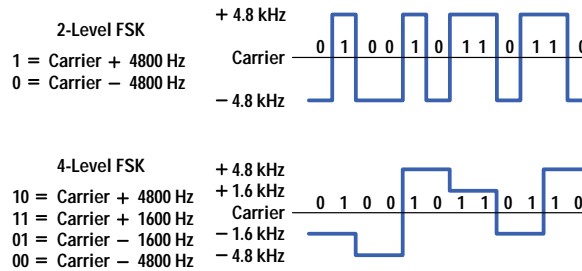 2-Level FSK
1 = Carrier + 4800 Hz
0 = Carrier − 4800 Hz
+ 4.8 kHz
Carrier
− 4.8 kHz
0 1 0 0 1 0 1 1 0 1 1 0
4-Level FSK
10 = Carrier + 4800 Hz
11 = Carrier + 1600 Hz
01 = Carrier − 1600 Hz
00 = Carrier − 4800 Hz
+ 4.8 kHz
+ 1.6 kHz
Carrier
− 1.6 kHz
− 4.8 kHz
0 1 0 0 1 0 1 1 0 1 1 0